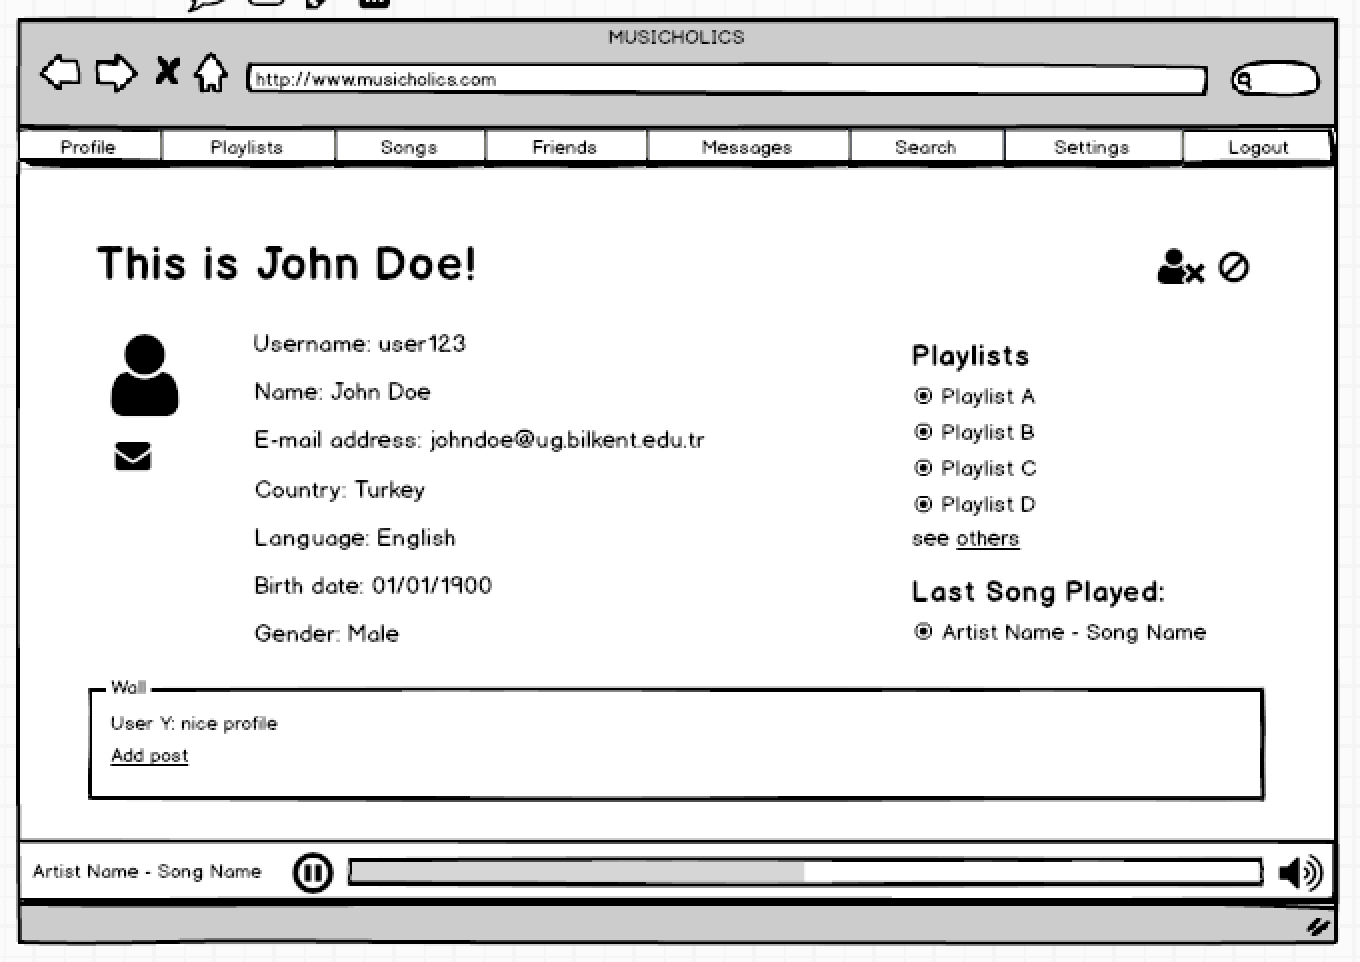 MUSICHOLICS
http://www.musicholics.com
Profile Playlists Songs Friends Messages Search Settings Logout
This is John Doe!
Username: user123
Name: John Doe
E-mail address: johndoe@ug.bilkent.edu.tr
Country: Turkey
Language: English
Birth date: 01/01/1900
Gender: Male
Playlists
Playlist A
Playlist B
Playlist C
Playlist D
see others
Last Song Played:
Artist Name - Song Name
Wall
User Y: nice profile
Add post
Artist Name - Song Name